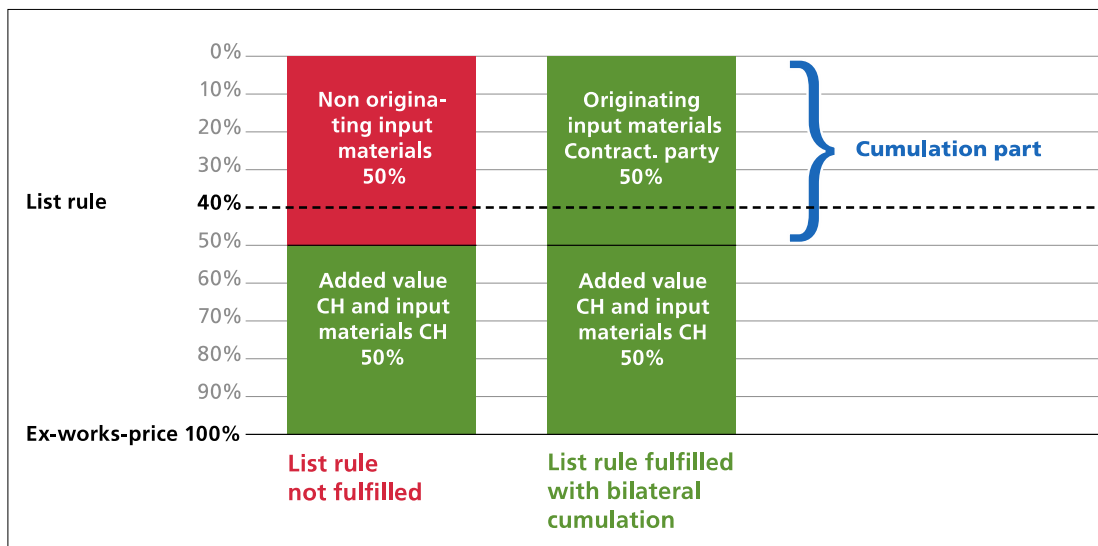 0%
10%
20%
30%
List rule 40%
50%
60%
70%
80%
90%
Ex-works-price 100%
Non origina-
ting input
materials
50%
Added value
CH and input
materials CH
50%
Originating
input materials
Contract. party
50%
Added value
CH and input
materials CH
50%
Cumulation part
List rule
not fulfilled
List rule fulfilled
with bilateral
cumulation